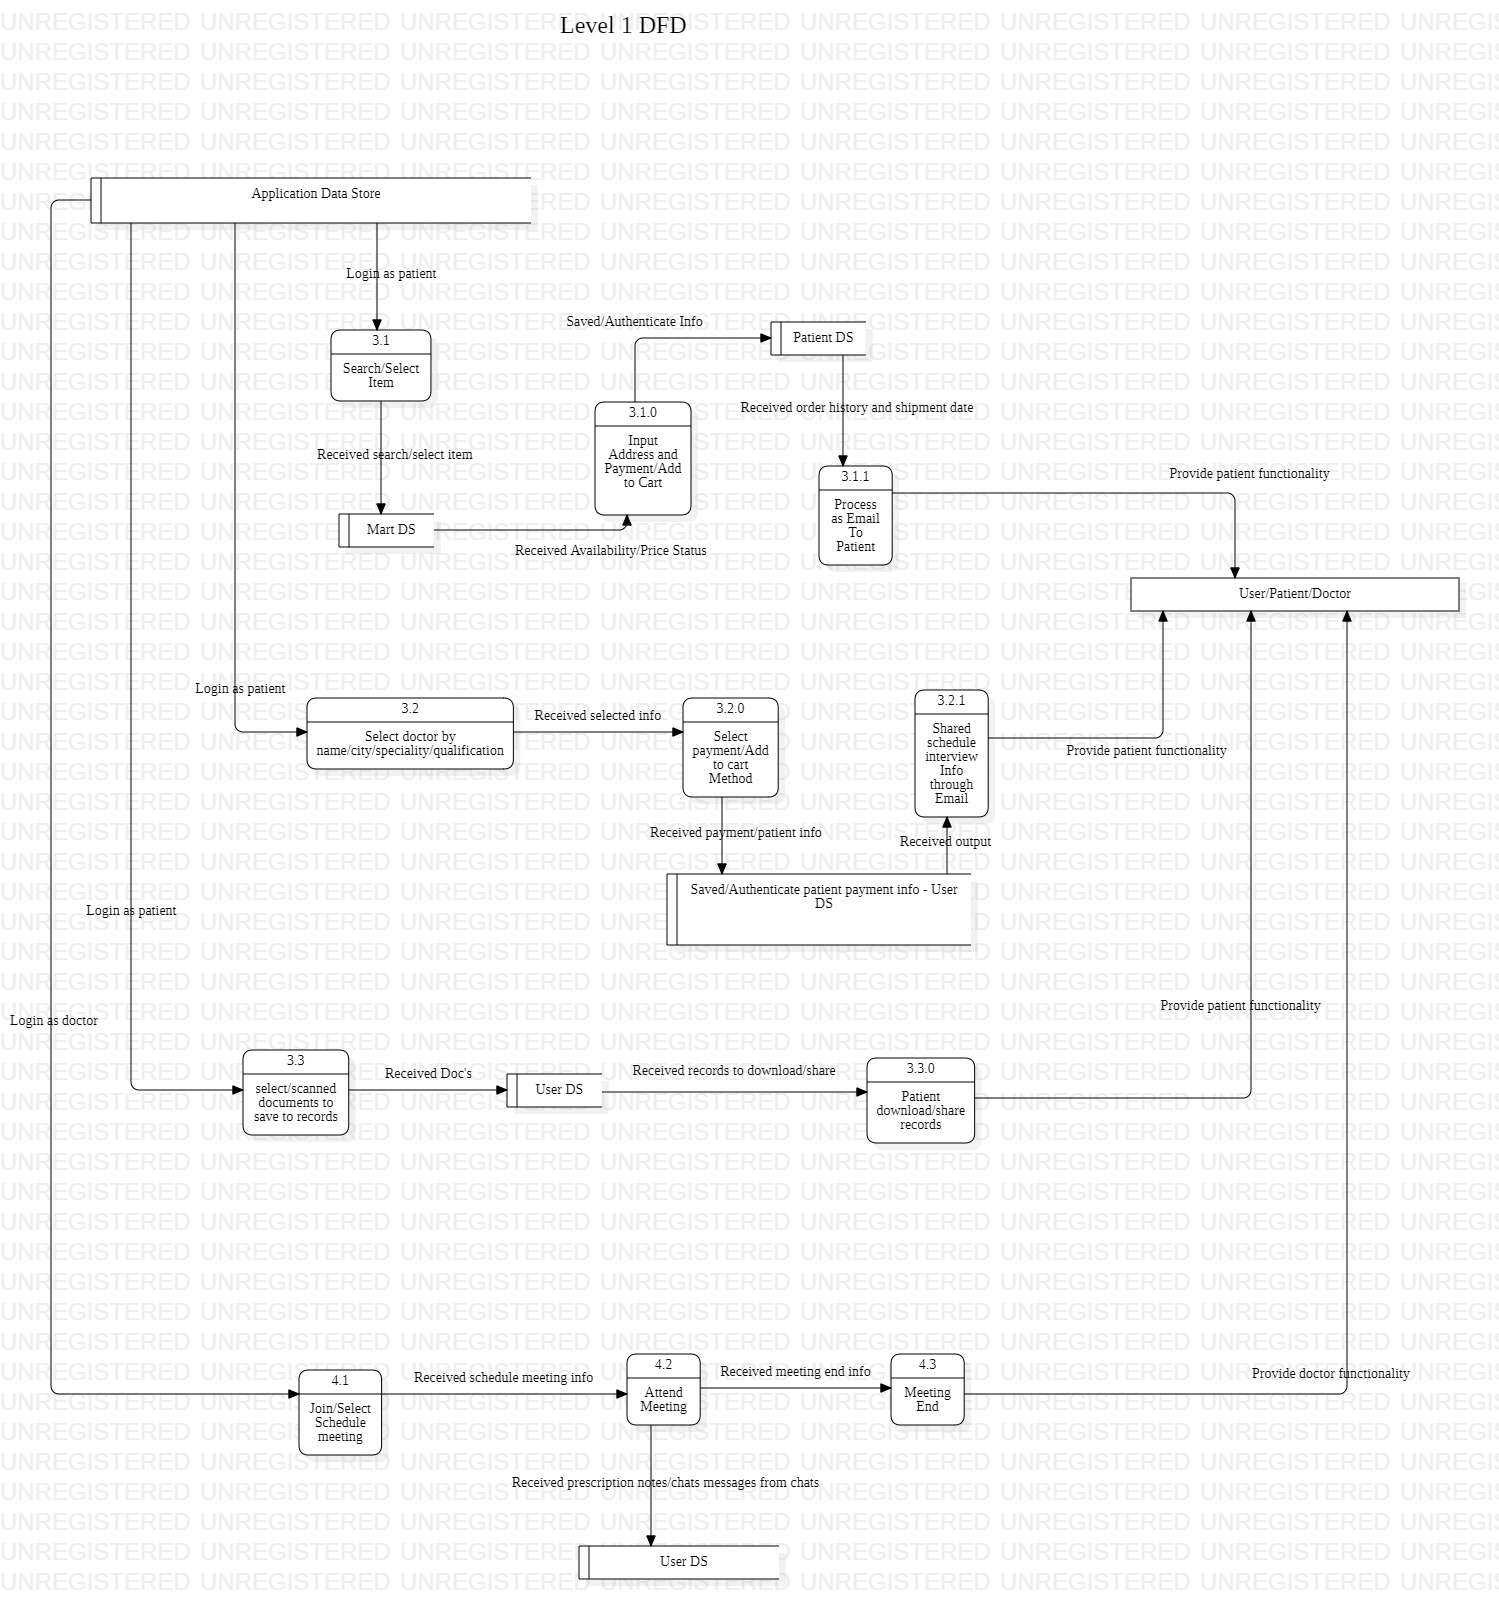 Level 1 DFD
Application Data Store
Login as patient
3.1
Search/Select
Item
Received search/select item
Mart DS
Received Availability/Price Status
3.1.0
Input
Address and
Payment/Add
to Cart
Saved/Authenticate Info
Patient DS
Received order history and shipment date
3.1.1
Process
as Email
To
Patient
Provide patient functionality
User/Patient/Doctor
Login as patient
3.2
Select doctor by
name/city/speciality/qualification
Received selected info
3.2.0
Select
payment/Add
to cart
Method
Received payment/patient info
Saved/Authenticate patient payment info - User
DS
Received output
3.2.1
Shared
schedule
interview
Info
through
Email
Provide patient functionality
Login as patient
3.3
select/scanned
documents to
save to records
Received Doc's
User DS
Received records to download/share
3.3.0
Patient
download/share
records
Provide patient functionality
Login as doctor
4.1
Join/Select
Schedule
meeting
Received schedule meeting info
4.2
Attend
Meeting
Received meeting end info
4.3
Meeting
End
Provide doctor functionality
Received prescription notes/chats messages from chats
User DS
UNREGISTERED